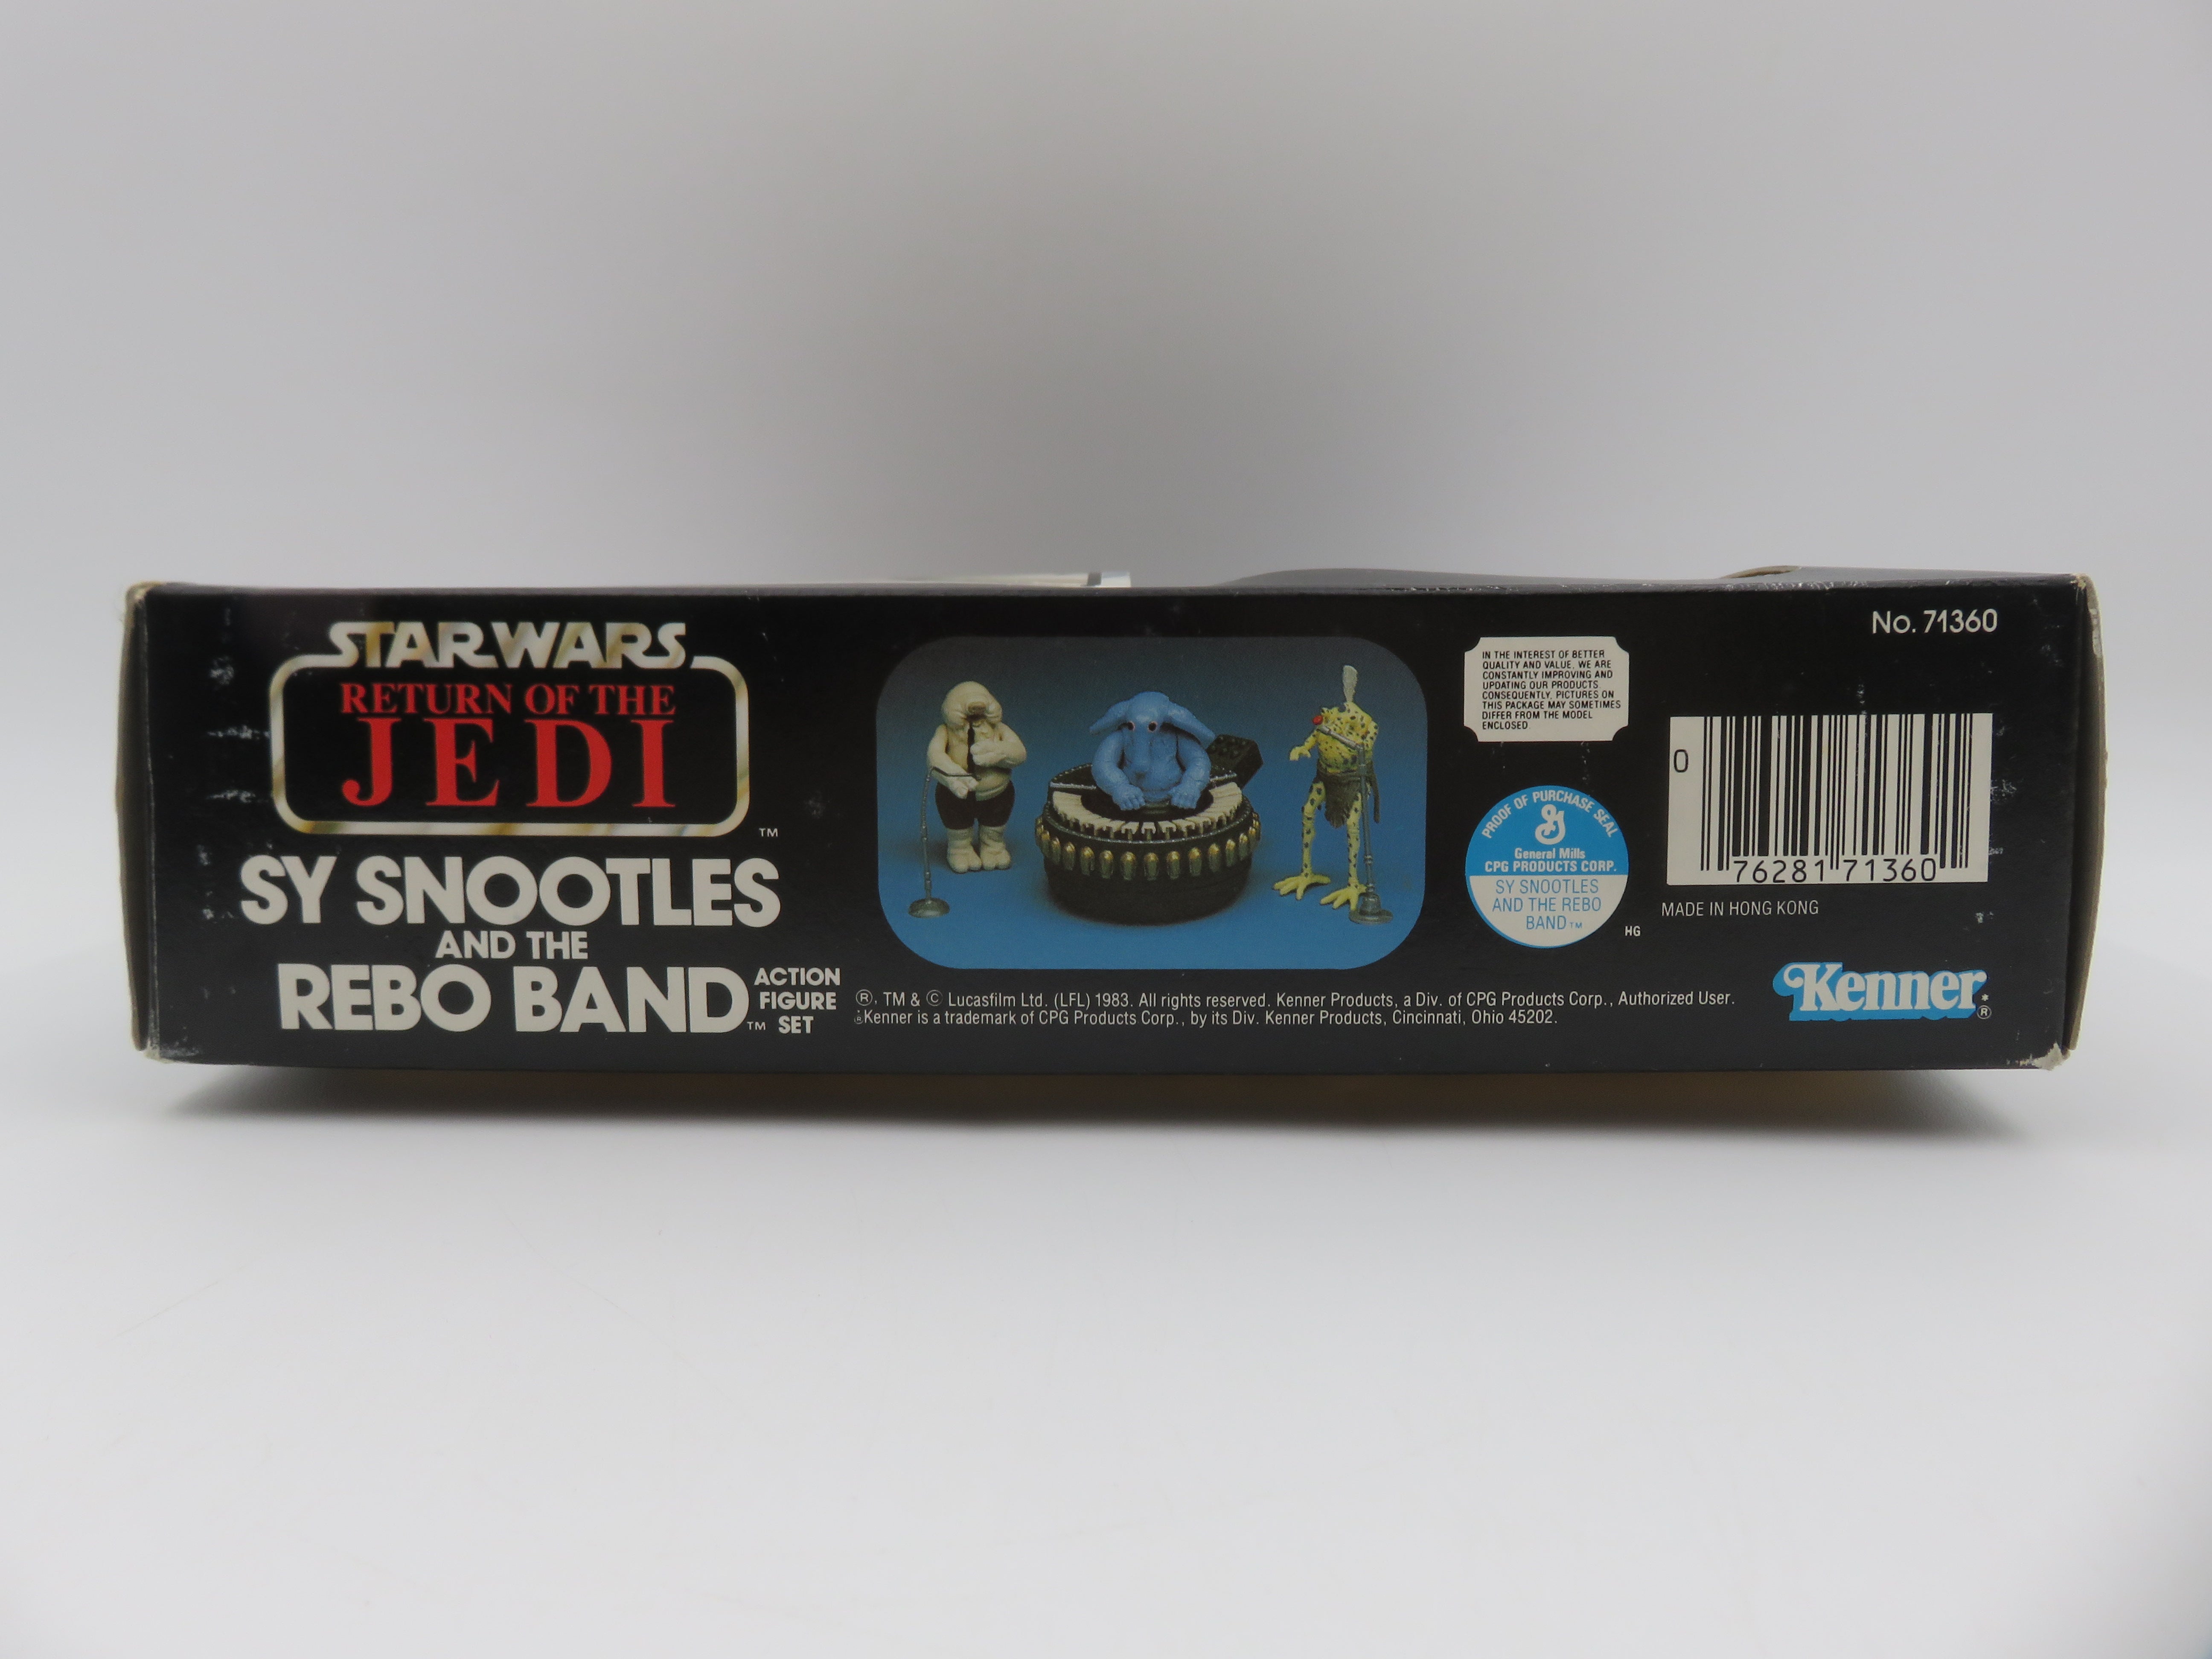 STAR WARS
RETURN OF THE
JEDI
TM
SY SNOOTLES
AND THE
REBO BAND TM
ACTION
FIGURE
SET
®, TM & © Lucasfilm Ltd. (LFL) 1983. All rights reserved. Kenner Products, a Div. of CPG Products Corp., Authorized User.
Kenner is a trademark of CPG Products Corp., by its Div. Kenner Products, Cincinnati, Ohio 45202.
IN THE INTEREST OF BETTER
QUALITY AND VALUE, WE ARE
CONSTANTLY IMPROVING AND
UPDATING OUR PRODUCTS
CONSEQUENTLY, PICTURES ON
THIS PACKAGE MAY SOMETIMES
DIFFER FROM THE MODEL
ENCLOSED
PROOF OF PURCHASE SEAL
G
General Mills
CPG PRODUCTS CORP.
SY SNOOTLES
AND THE REBO
BAND TM
HG
No. 71360
0 76281 71360
MADE IN HONG KONG
Kenner*®